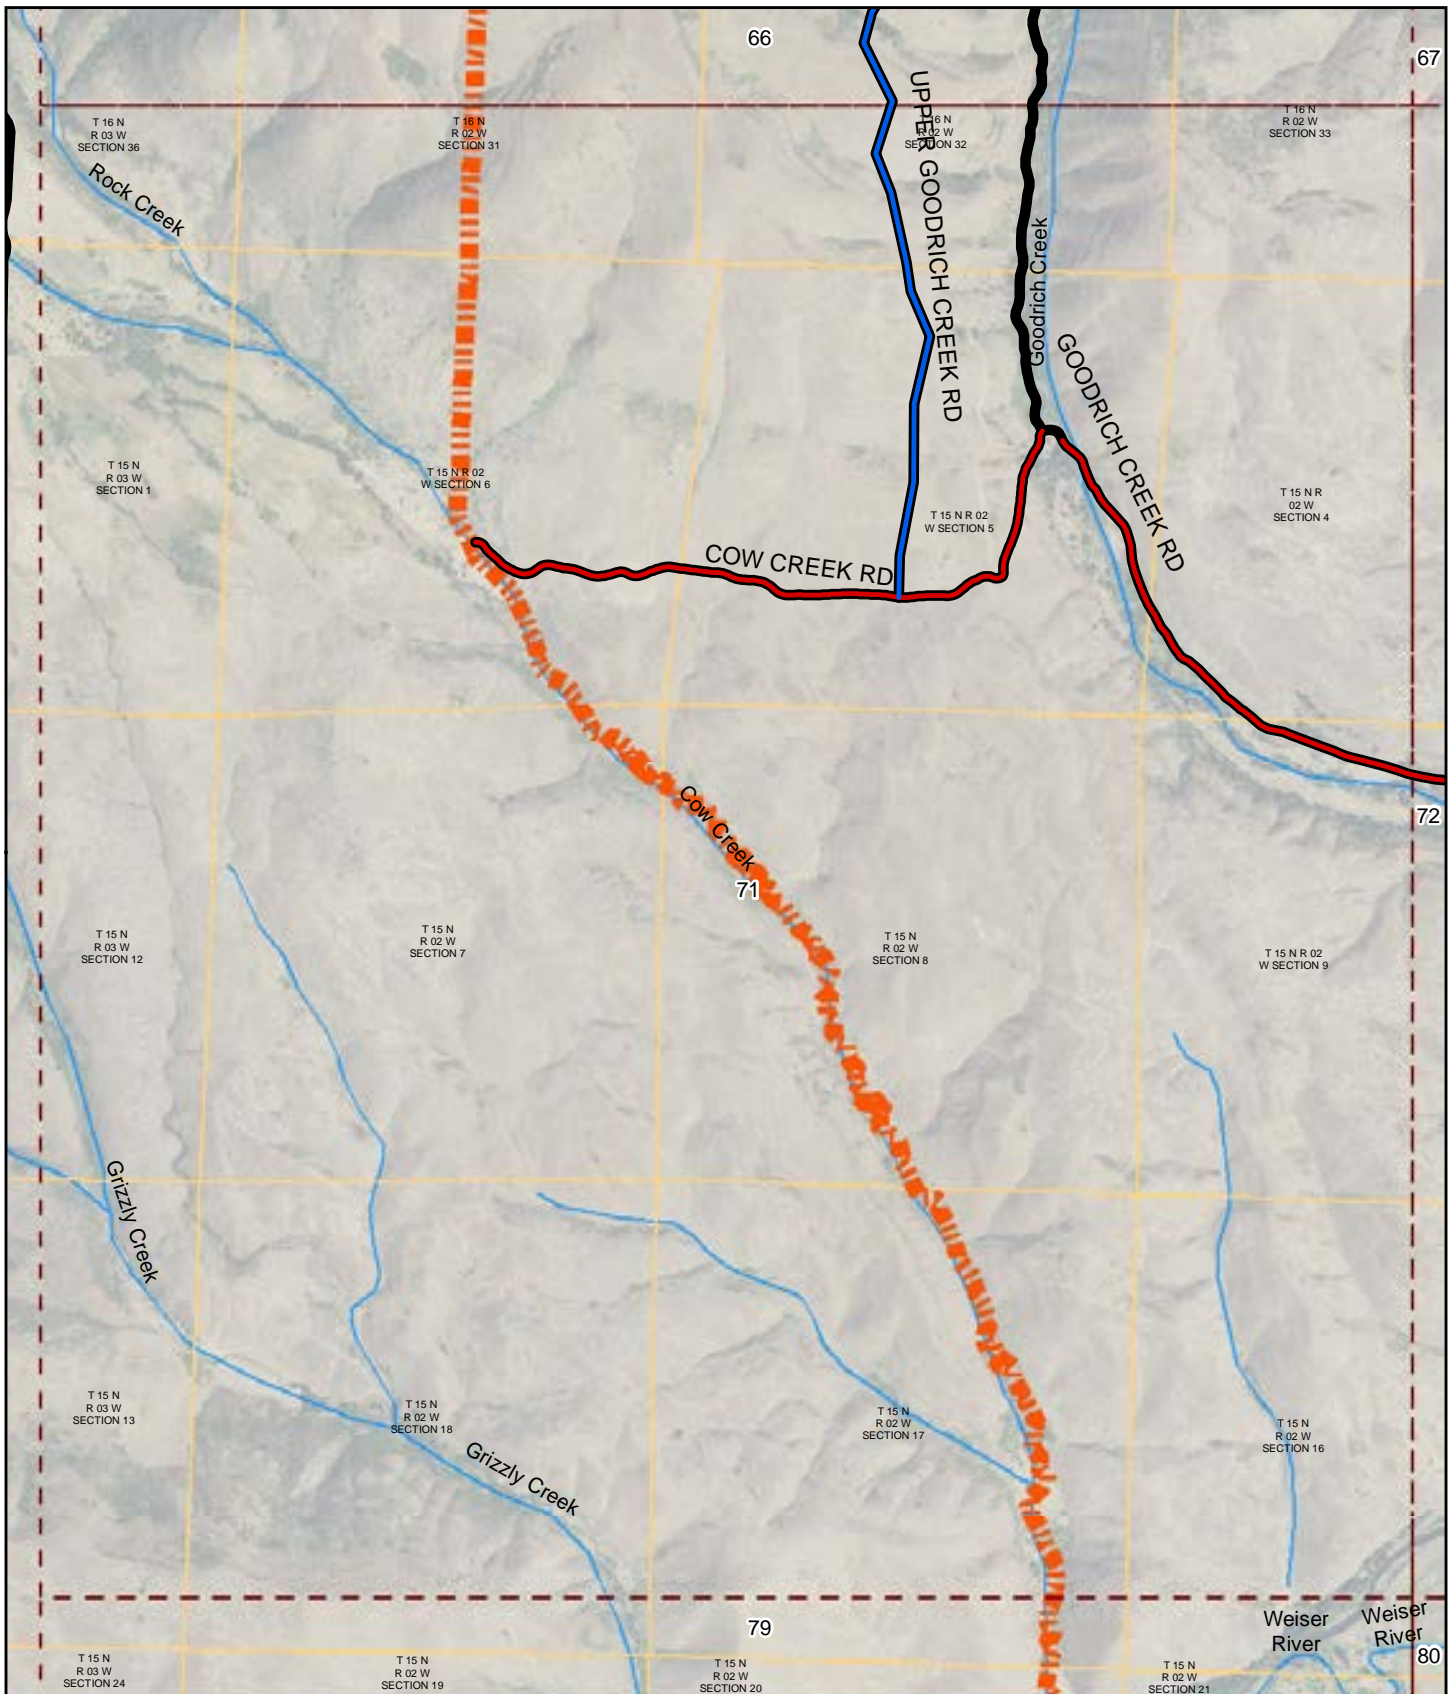 66
67
T 16 N
R 03 W
SECTION 36
T 16 N
R 02 W
SECTION 31
16 N
02 W
SECTION 32
T 16 N
R 02 W
SECTION 33
UPPER GOODRICH CREEK RD
Rock Creek
Goodrich Creek
GOODRICH CREEK RD
T 15 N
R 03 W
SECTION 1
T 15 N R 02
W SECTION 6
T 15 N R 02
W SECTION 5
T 15 N R
02 W
SECTION 4
COW CREEK RD
Cow Creek
72
71
T 15 N
R 03 W
SECTION 12
T 15 N
R 02 W
SECTION 7
T 15 N
R 02 W
SECTION 8
T 15 N R 02
W SECTION 9
Grizzly Creek
T 15 N
R 03 W
SECTION 13
T 15 N
R 02 W
SECTION 18
T 15 N
R 02 W
SECTION 17
T 15 N
R 02 W
SECTION 16
Grizzly Creek
79
Weiser
River
Weiser
River
80
T 15 N
R 03 W
SECTION 24
T 15 N
R 02 W
SECTION 19
T 15 N
R 02 W
SECTION 20
T 15 N
R 02 W
SECTION 21